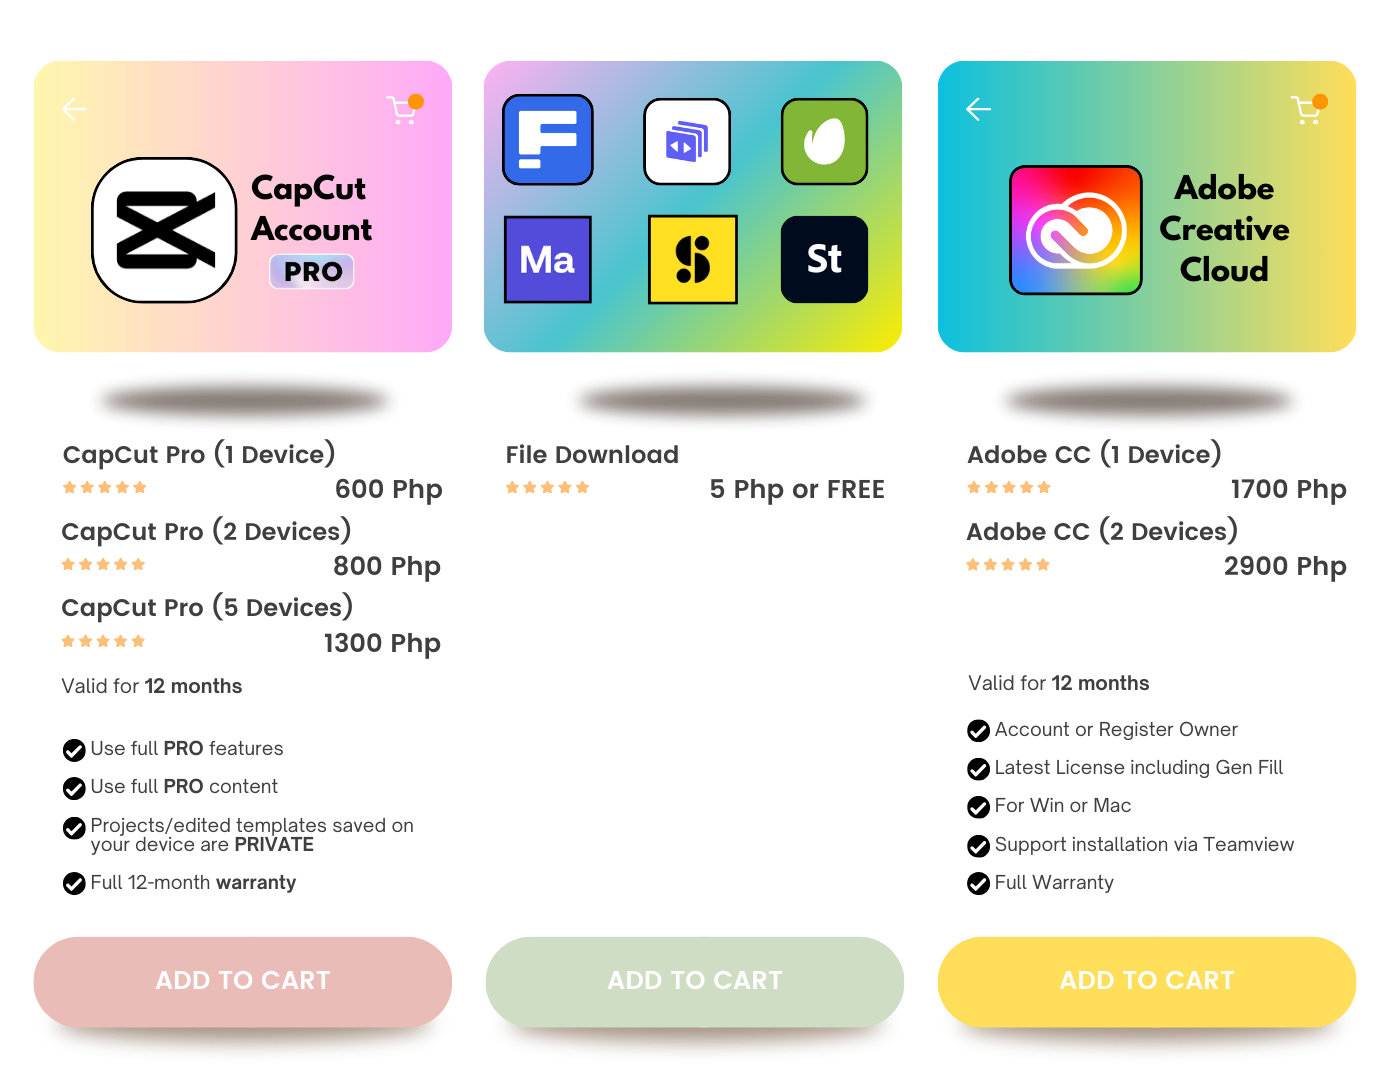 CapCut
Account
PRO
CapCut Pro (1 Device)
600 Php
CapCut Pro (2 Devices)
800 Php
CapCut Pro (5 Devices)
1300 Php
Valid for 12 months
Use full PRO features
Use full PRO content
Projects/edited templates saved on
your device are PRIVATE
Full 12-month warranty
ADD TO CART
Ma
St
File Download
5 Php or FREE
ADD TO CART
Adobe
Creative
Cloud
Adobe CC (1 Device)
1700 Php
Adobe CC (2 Devices)
2900 Php
Valid for 12 months
Account or Register Owner
Latest License including Gen Fill
For Win or Mac
Support installation via Teamview
Full Warranty
ADD TO CART